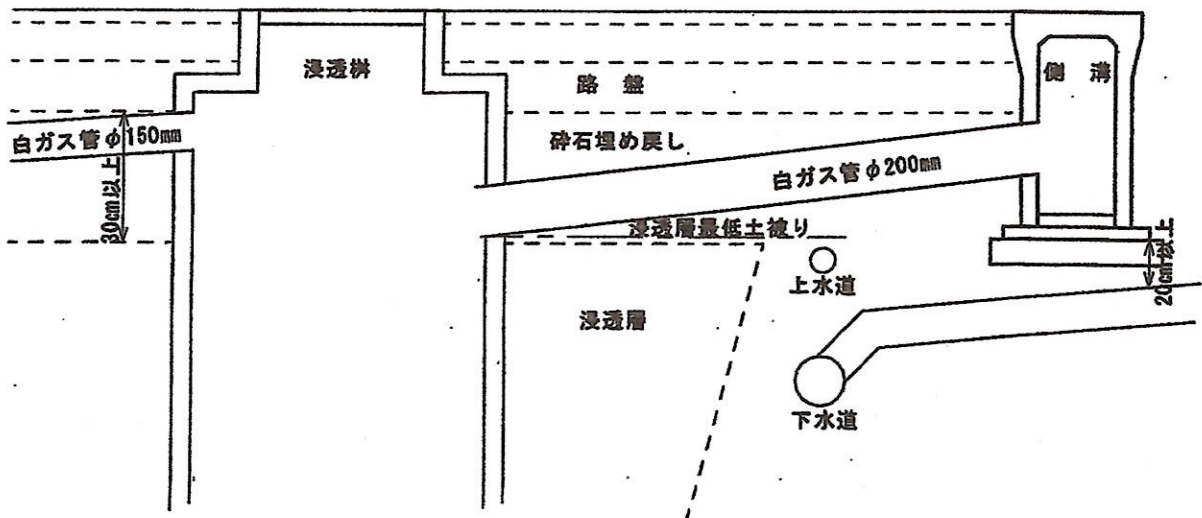 浸透桝
路 盤
側 溝
白ガス管φ150mm
砕石埋め戻し
白ガス管φ200mm
30cm以上
浸透層最低土被り
上水道
20cm以上
浸透層
下水道